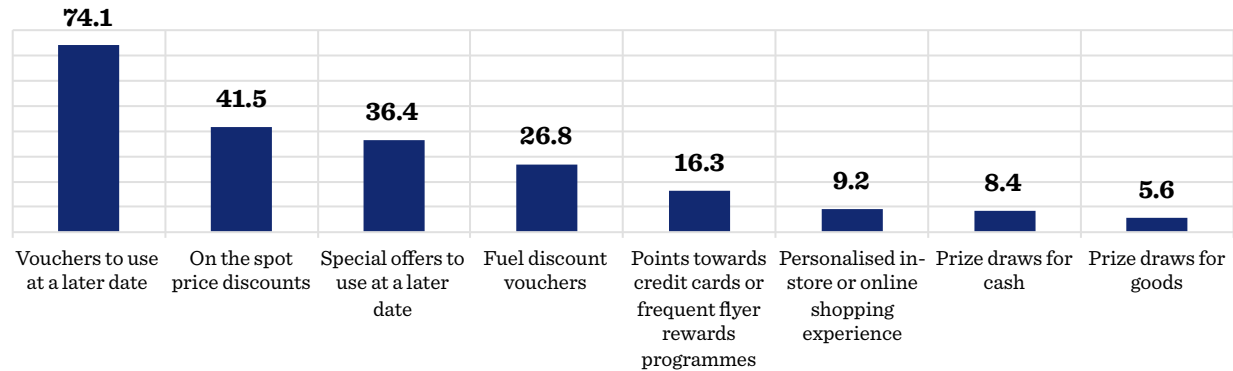 74.1
41.5
36.4
26.8
16.3
9.2
8.4
5.6
Vouchers to use
at a later date
On the spot
price discounts
Special offers to
use at a later
date
Fuel discount
vouchers
Points towards
credit cards or
frequent flyer
rewards
programmes
Personalised in-
store or online
shopping
experience
Prize draws for
cash
Prize draws for
goods